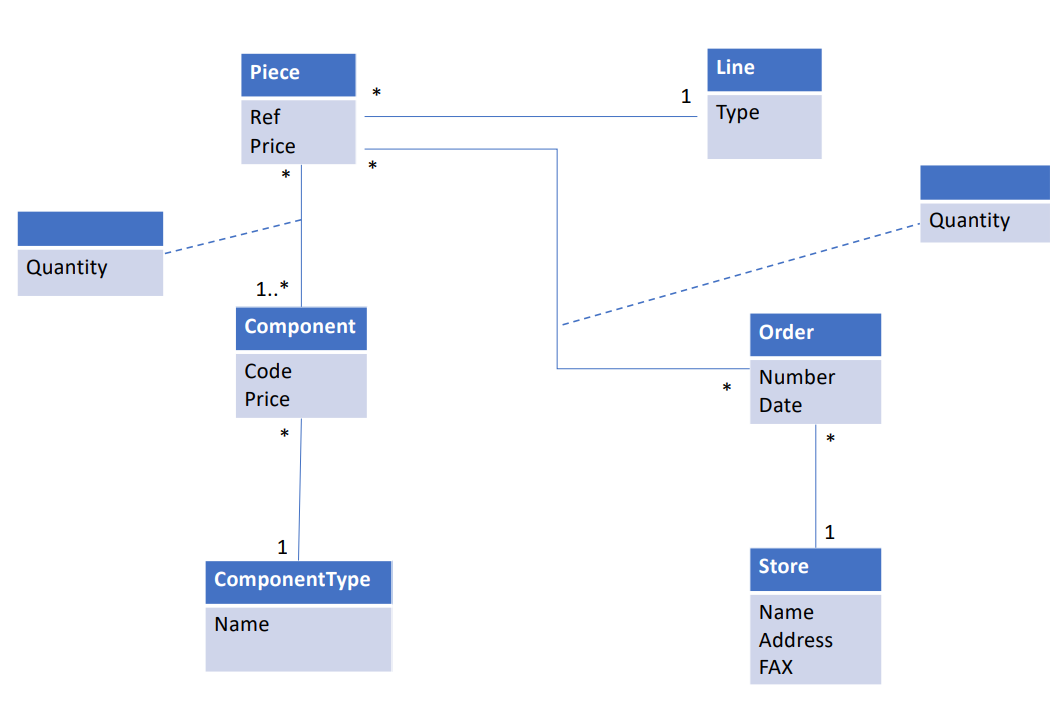 Piece
Ref
Price
*
*
*
Line
Type
1
Quantity
Quantity
1..*
Component
Code
Price
*
1
ComponentType
Name
Order
Number
Date
*
*
1
Store
Name
Address
FAX